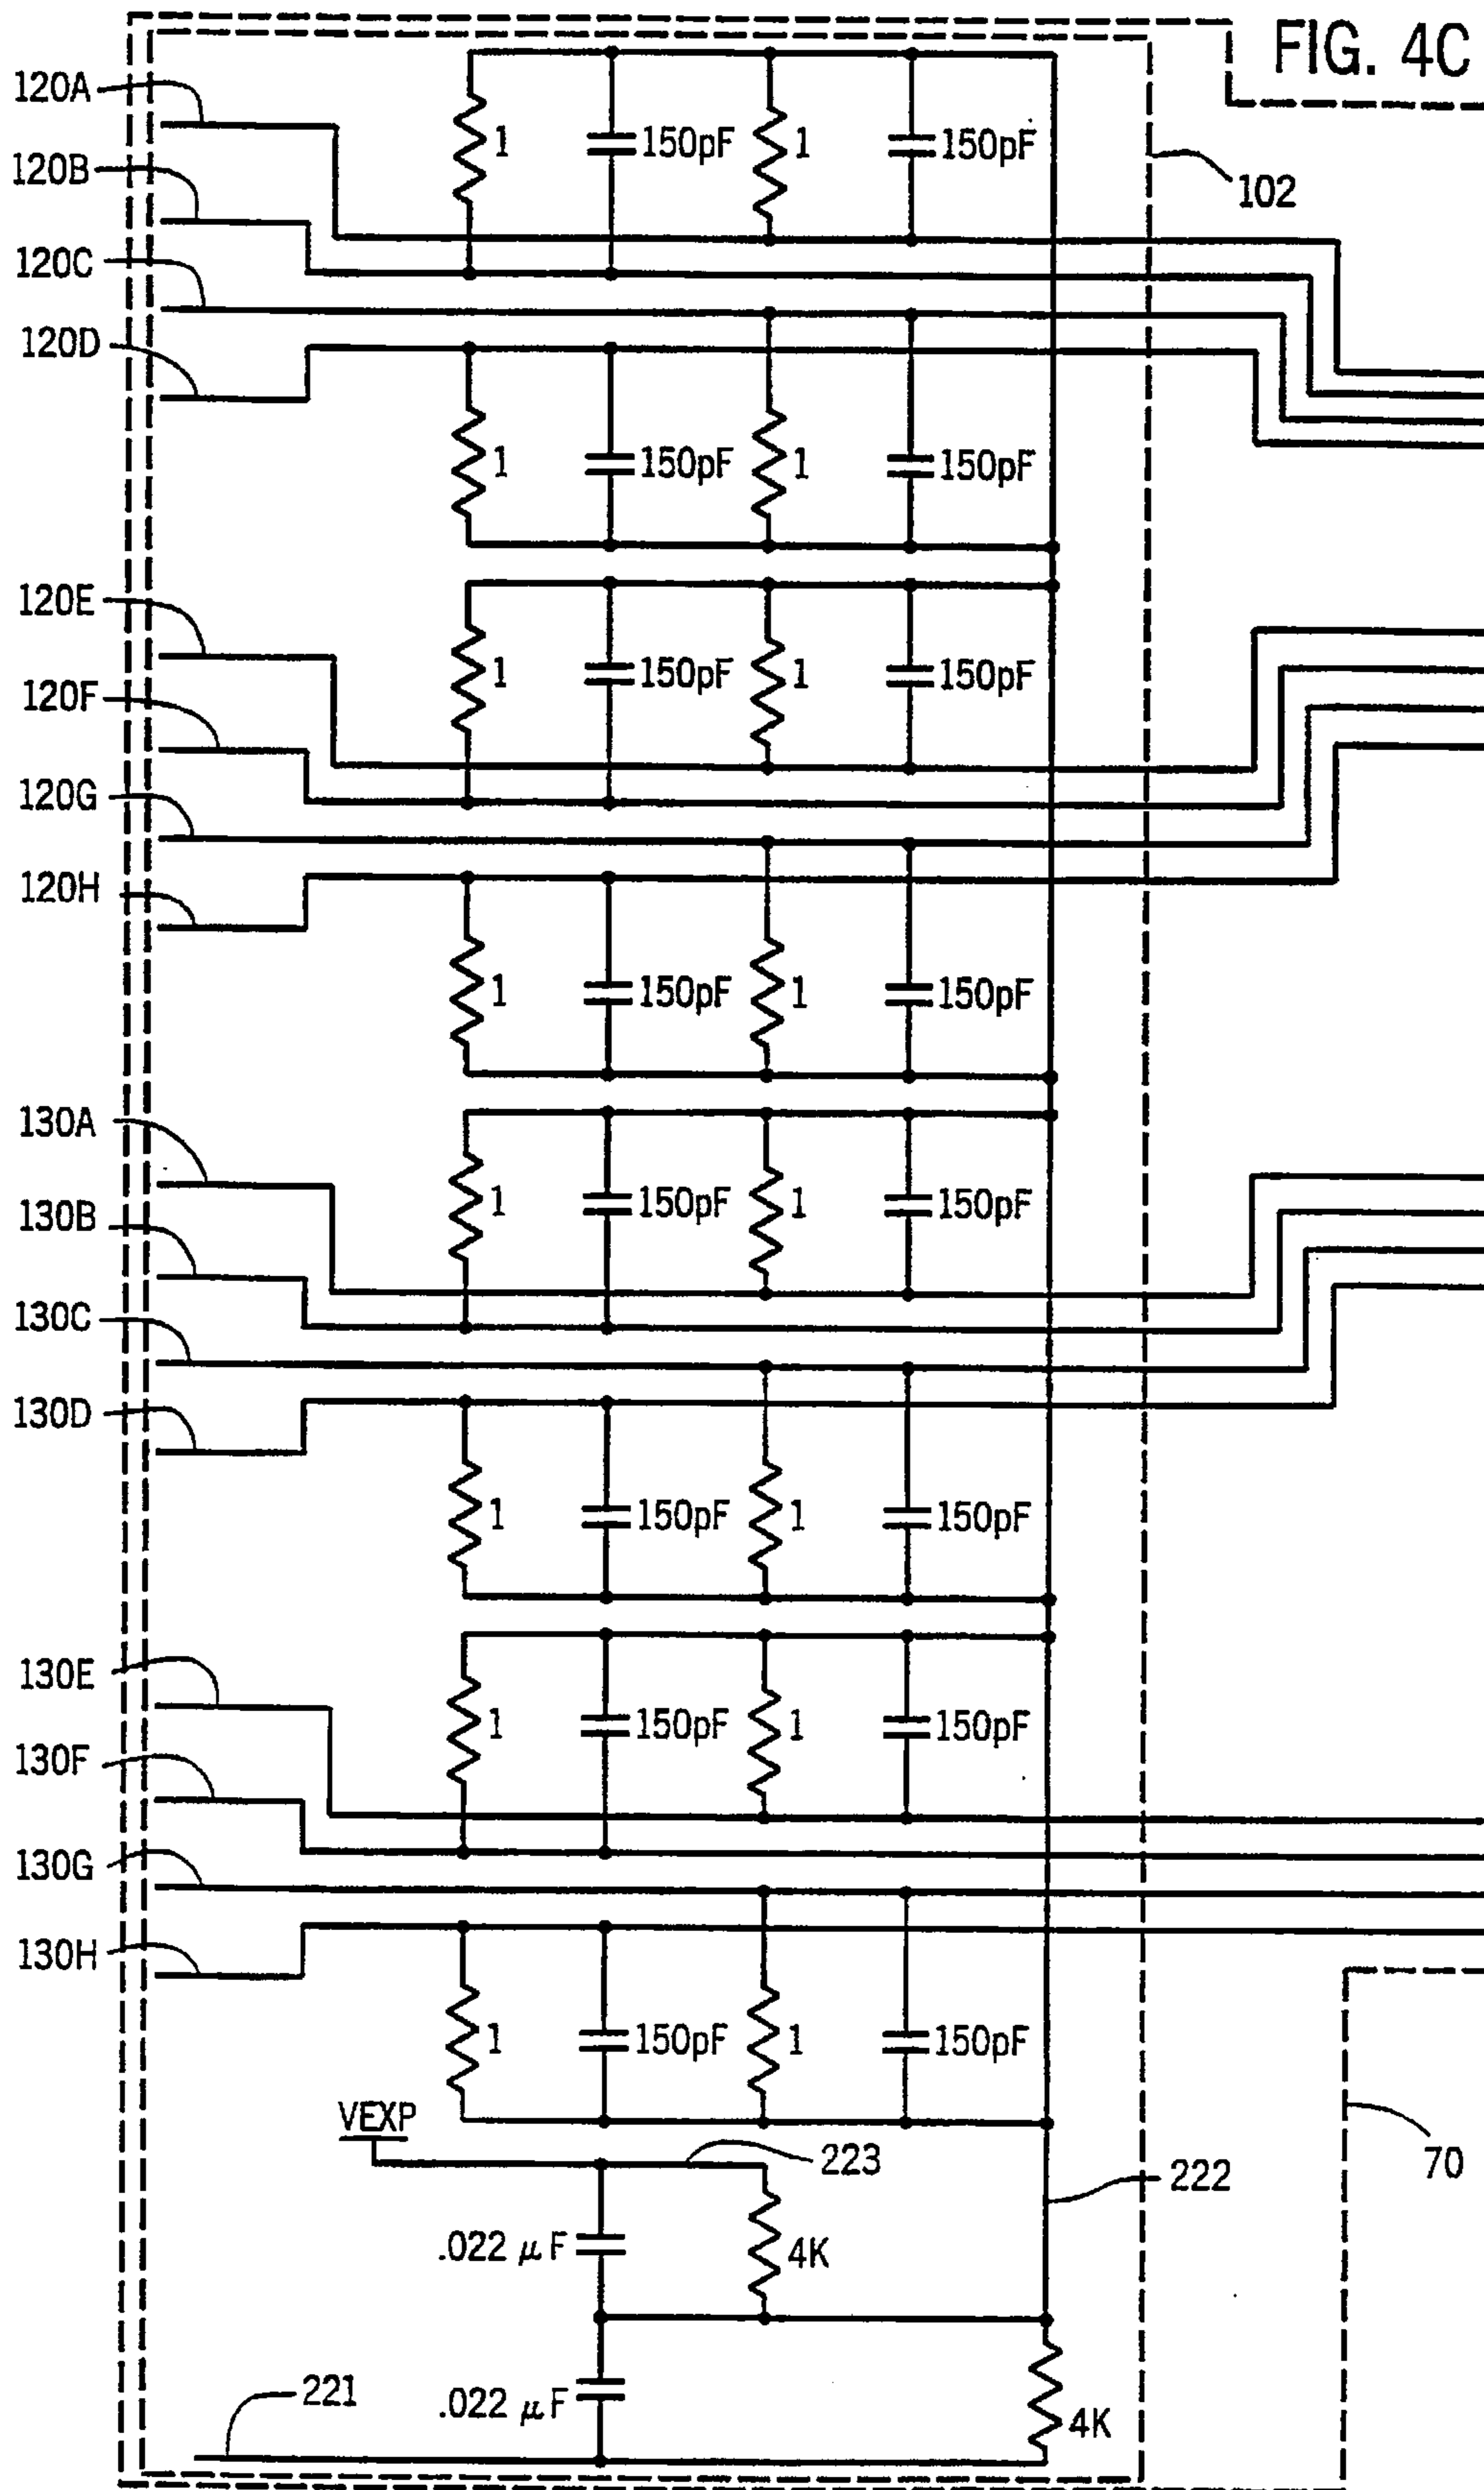 FIG. 4C
120A
1
150pF
1
150pF
120B
102
120C
120D
1
150pF
1
150pF
120E
1
150pF
1
150pF
120F
120G
120H
1
150pF
1
150pF
130A
1
150pF
1
150pF
130B
130C
130D
1
150pF
1
150pF
130E
1
150pF
1
150pF
130F
130G
130H
1
150pF
1
150pF
VEXP
223
222
70
.022 μF
4K
221
.022 μF
4K